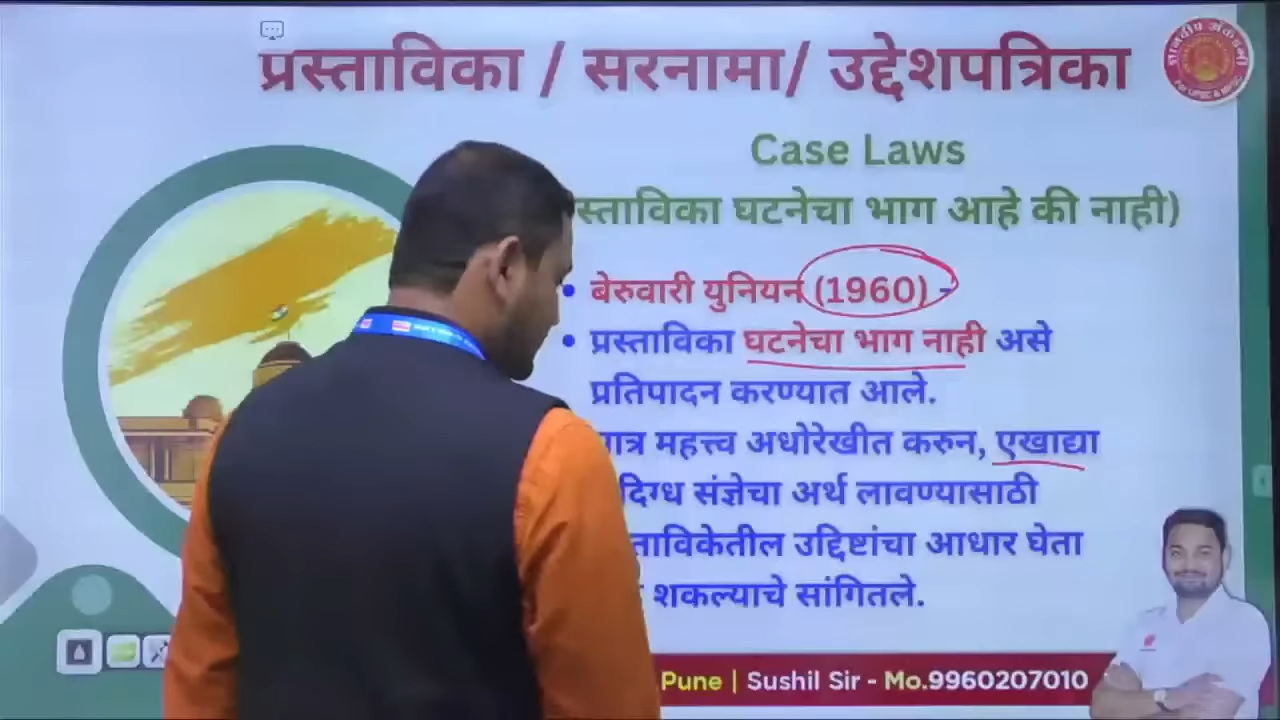 प्रस्ताविका / सरनामा/ उद्देशपत्रिका
Case Laws
घटनेचा भाग आहे की नाही)
• बेरुवारी युनियन (1960) -
• प्रस्ताविका घटनेचा भाग नाही असे
प्रतिपादन करण्यात आले.
महत्त्व अधोरेखीत करुन, एखाद्या
संज्ञेचा अर्थ लावण्यासाठी
उद्दिष्टांचा आधार घेता
शकल्याचे सांगितले.
Pune | Sushil Sir - Mo.9960207010